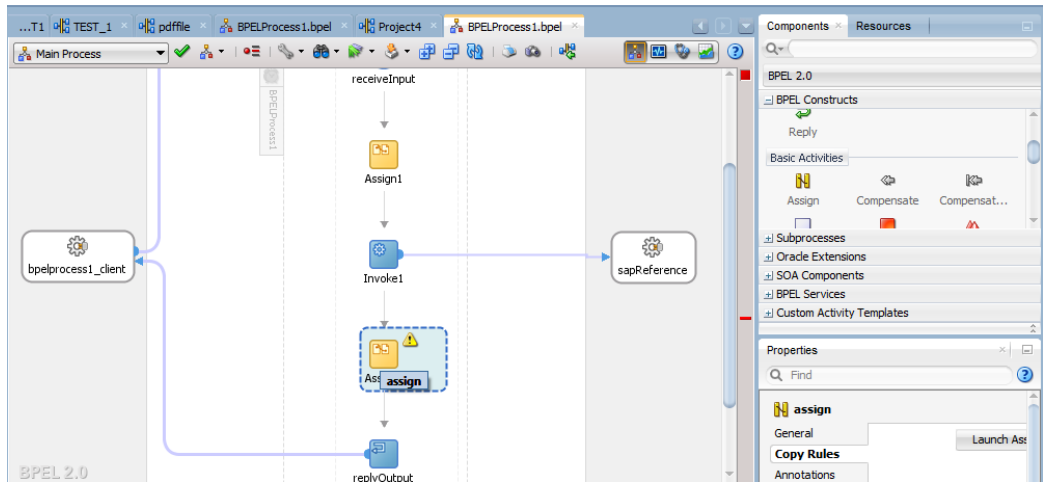 ...T1 TEST_1 pdffile BPELProcess1.bpel Project4 BPELProcess1.bpel
Components Resources
Main Process
BPEL 2.0
BPEL Constructs
Reply
Basic Activities
Assign Compensate Compensat...
Subprocesses
Oracle Extensions
SOA Components
BPEL Services
Custom Activity Templates
receiveInput
BPELProcess1
Assign1
bpelprocess1_client
Invoke1
sapReference
Ass
assign
replyOutput
BPEL 2.0
Properties
Find
assign
General
Launch Ass
Copy Rules
Annotations